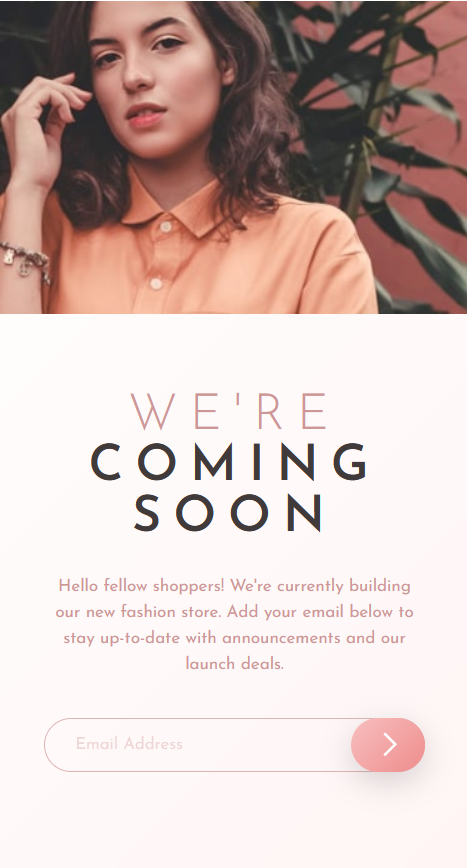 WE'RE
COMING
SOON
Hello fellow shoppers! We're currently building
our new fashion store. Add your email below to
stay up-to-date with announcements and our
launch deals.
Email Address